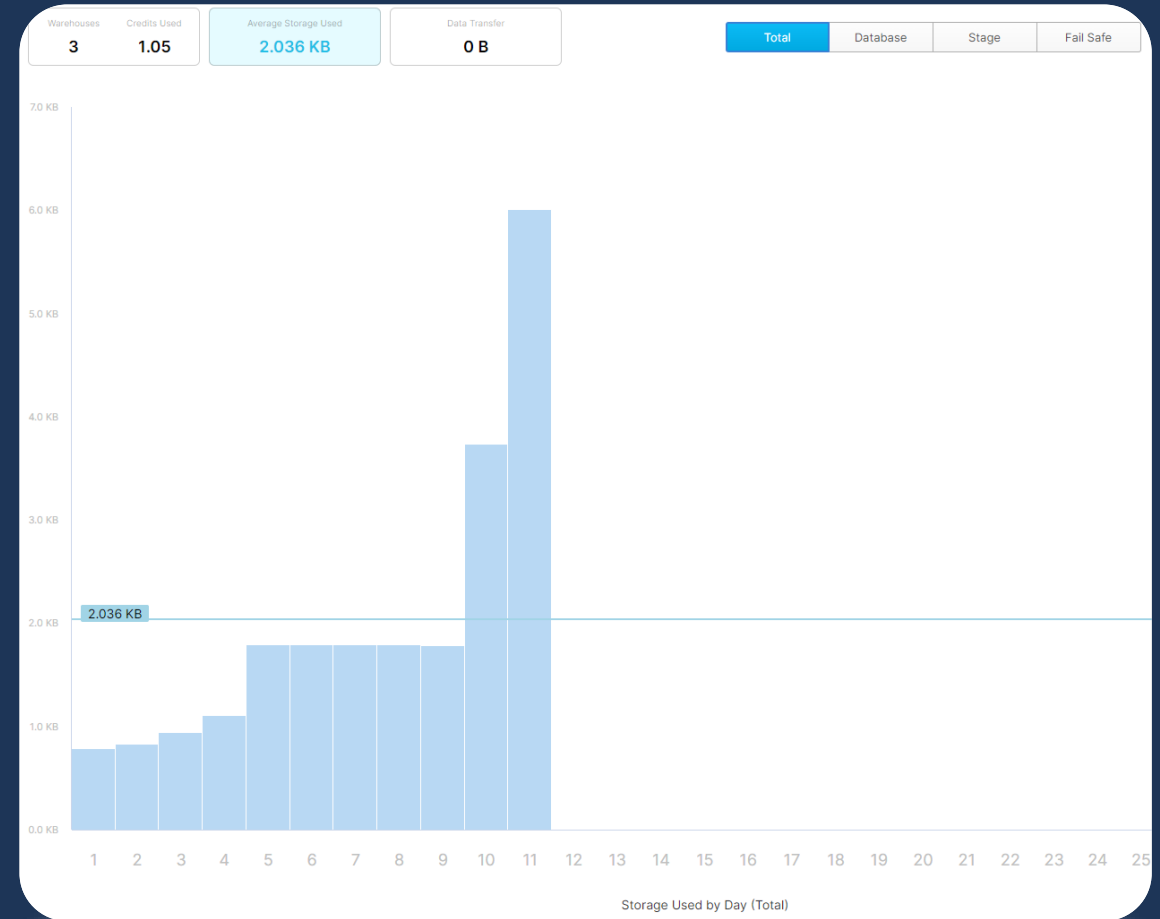 Warehouses Credits Used Average Storage Used Data Transfer
3 1.05 2.036 KB 0 B
Total Database Stage Fail Safe
7.0 KB
6.0 KB
5.0 KB
4.0 KB
3.0 KB
2.036 KB
2.0 KB
1.0 KB
0.0 KB
1 2 3 4 5 6 7 8 9 10 11 12 13 14 15 16 17 18 19 20 21 22 23 24 25
Storage Used by Day (Total)